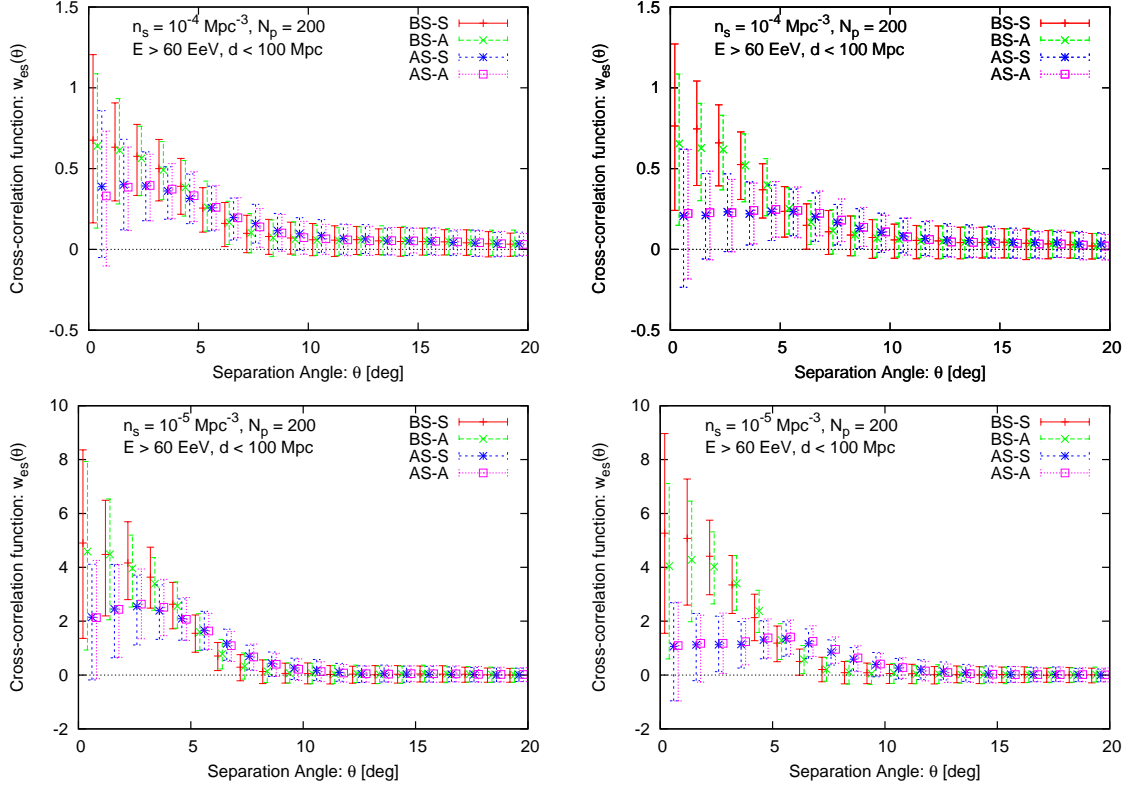 n_s = 10^-4 Mpc^-3, N_p = 200
E > 60 EeV, d < 100 Mpc
BS-S
BS-A
AS-S
AS-A
Cross-correlation function: w_es(θ)
1.5
1
0.5
0
-0.5
0 5 10 15 20
Separation Angle: θ [deg]
n_s = 10^-4 Mpc^-3, N_p = 200
E > 60 EeV, d < 100 Mpc
BS-S
BS-A
AS-S
AS-A
Cross-correlation function: w_es(θ)
1.5
1
0.5
0
-0.5
0 5 10 15 20
Separation Angle: θ [deg]
n_s = 10^-5 Mpc^-3, N_p = 200
E > 60 EeV, d < 100 Mpc
BS-S
BS-A
AS-S
AS-A
Cross-correlation function: w_es(θ)
10
8
6
4
2
0
-2
0 5 10 15 20
Separation Angle: θ [deg]
n_s = 10^-5 Mpc^-3, N_p = 200
E > 60 EeV, d < 100 Mpc
BS-S
BS-A
AS-S
AS-A
Cross-correlation function: w_es(θ)
10
8
6
4
2
0
-2
0 5 10 15 20
Separation Angle: θ [deg]